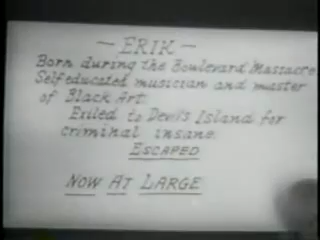 — ERIK —
Born during the Boulevard Massacre.
Self educated musician and master
of Black Art.
Exiled to Devil's Island for
criminal insane.
ESCAPED
NOW AT LARGE